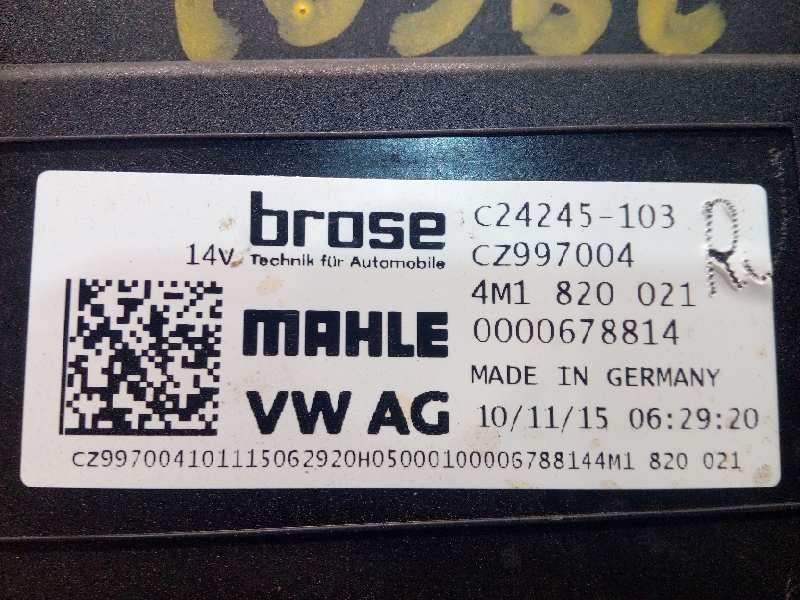 brose
Technik für Automobile
14V
MAHLE
VW AG
C24245-103
CZ997004
4M1 820 021
0000678814
MADE IN GERMANY
10/11/15 06:29:20
R
CZ997004101115062920H05000100006788144M1 820 021